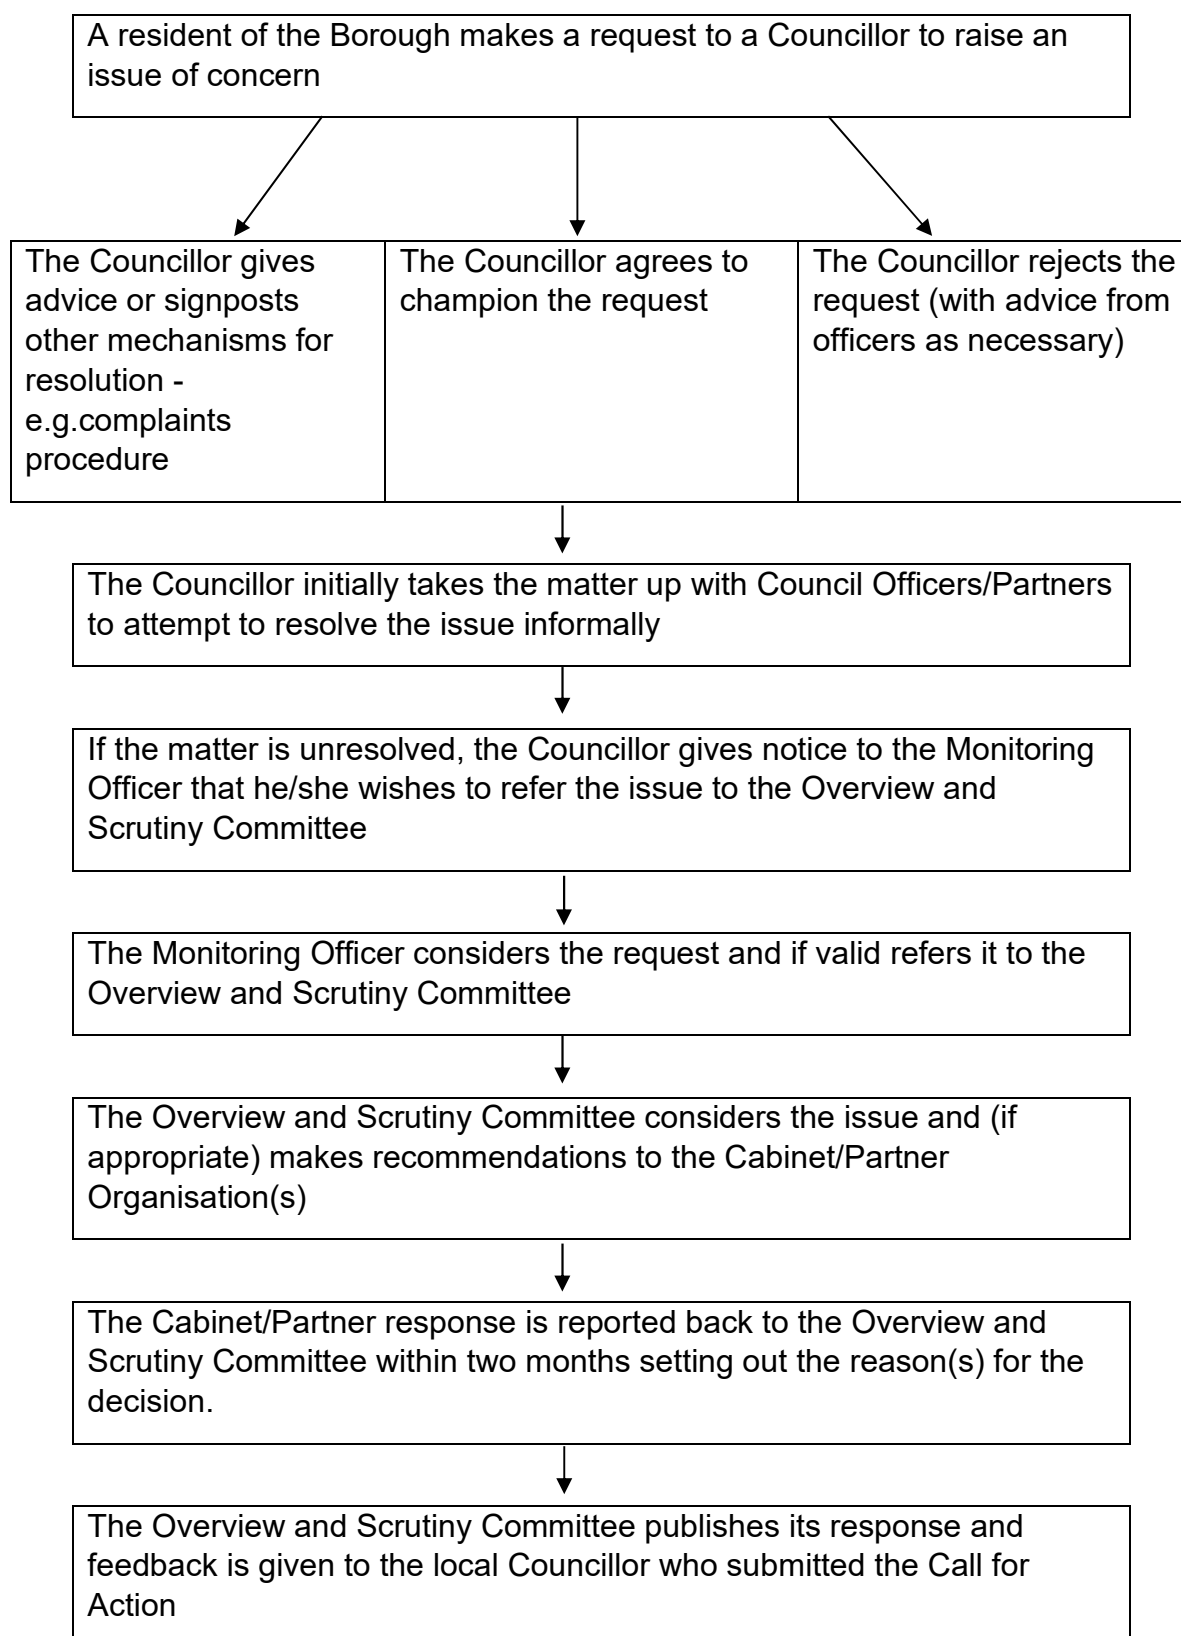 A resident of the Borough makes a request to a Councillor to raise an
issue of concern
The Councillor gives
advice or signposts
other mechanisms for
resolution -
e.g.complaints
procedure
The Councillor agrees to
champion the request
The Councillor rejects the
request (with advice from
officers as necessary)
The Councillor initially takes the matter up with Council Officers/Partners
to attempt to resolve the issue informally
If the matter is unresolved, the Councillor gives notice to the Monitoring
Officer that he/she wishes to refer the issue to the Overview and
Scrutiny Committee
The Monitoring Officer considers the request and if valid refers it to the
Overview and Scrutiny Committee
The Overview and Scrutiny Committee considers the issue and (if
appropriate) makes recommendations to the Cabinet/Partner
Organisation(s)
The Cabinet/Partner response is reported back to the Overview and
Scrutiny Committee within two months setting out the reason(s) for the
decision.
The Overview and Scrutiny Committee publishes its response and
feedback is given to the local Councillor who submitted the Call for
Action